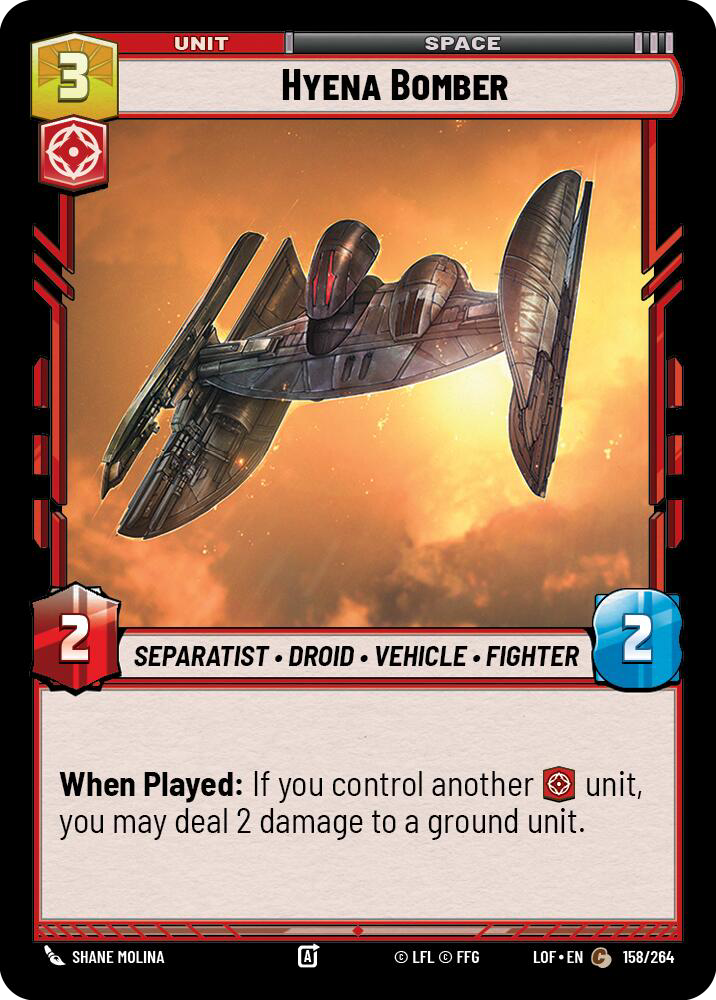 UNIT SPACE
3 HYENA BOMBER
2 SEPARATIST • DROID • VEHICLE • FIGHTER 2
When Played: If you control another unit,
you may deal 2 damage to a ground unit.
SHANE MOLINA A © LFL © FFG LOF • EN C 158/264